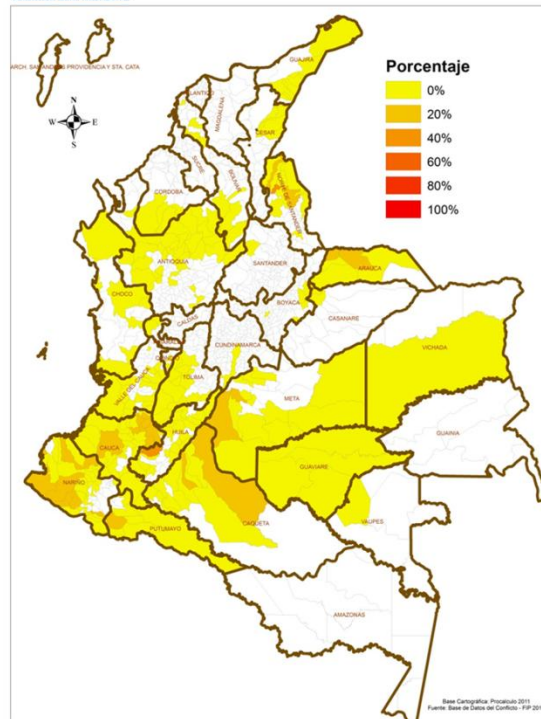 ARCH. SAN ANDRES PROVIDENCIA Y STA. CATA
N
W E
S
GUAJIRA
MAGDALENA
CESAR
SUCRE
CORDOBA
BOLIVAR
NORTE DE SANTANDER
ANTIOQUIA
SANTANDER
ARAUCA
CHOCO
BOYACA
CALDAS
CASANARE
VICHADA
CUNDINAMARCA
TOLIMA
VALLE DEL CAUCA
META
GUAINIA
HUILA
CAUCA
GUAVIARE
NARIÑO
VAUPES
CAQUETA
PUTUMAYO
AMAZONAS
Porcentaje
0%
20%
40%
60%
80%
100%
Base Cartográfica: Procalculo 2011
Fuente: Base de Datos del Conflicto - FIP 201